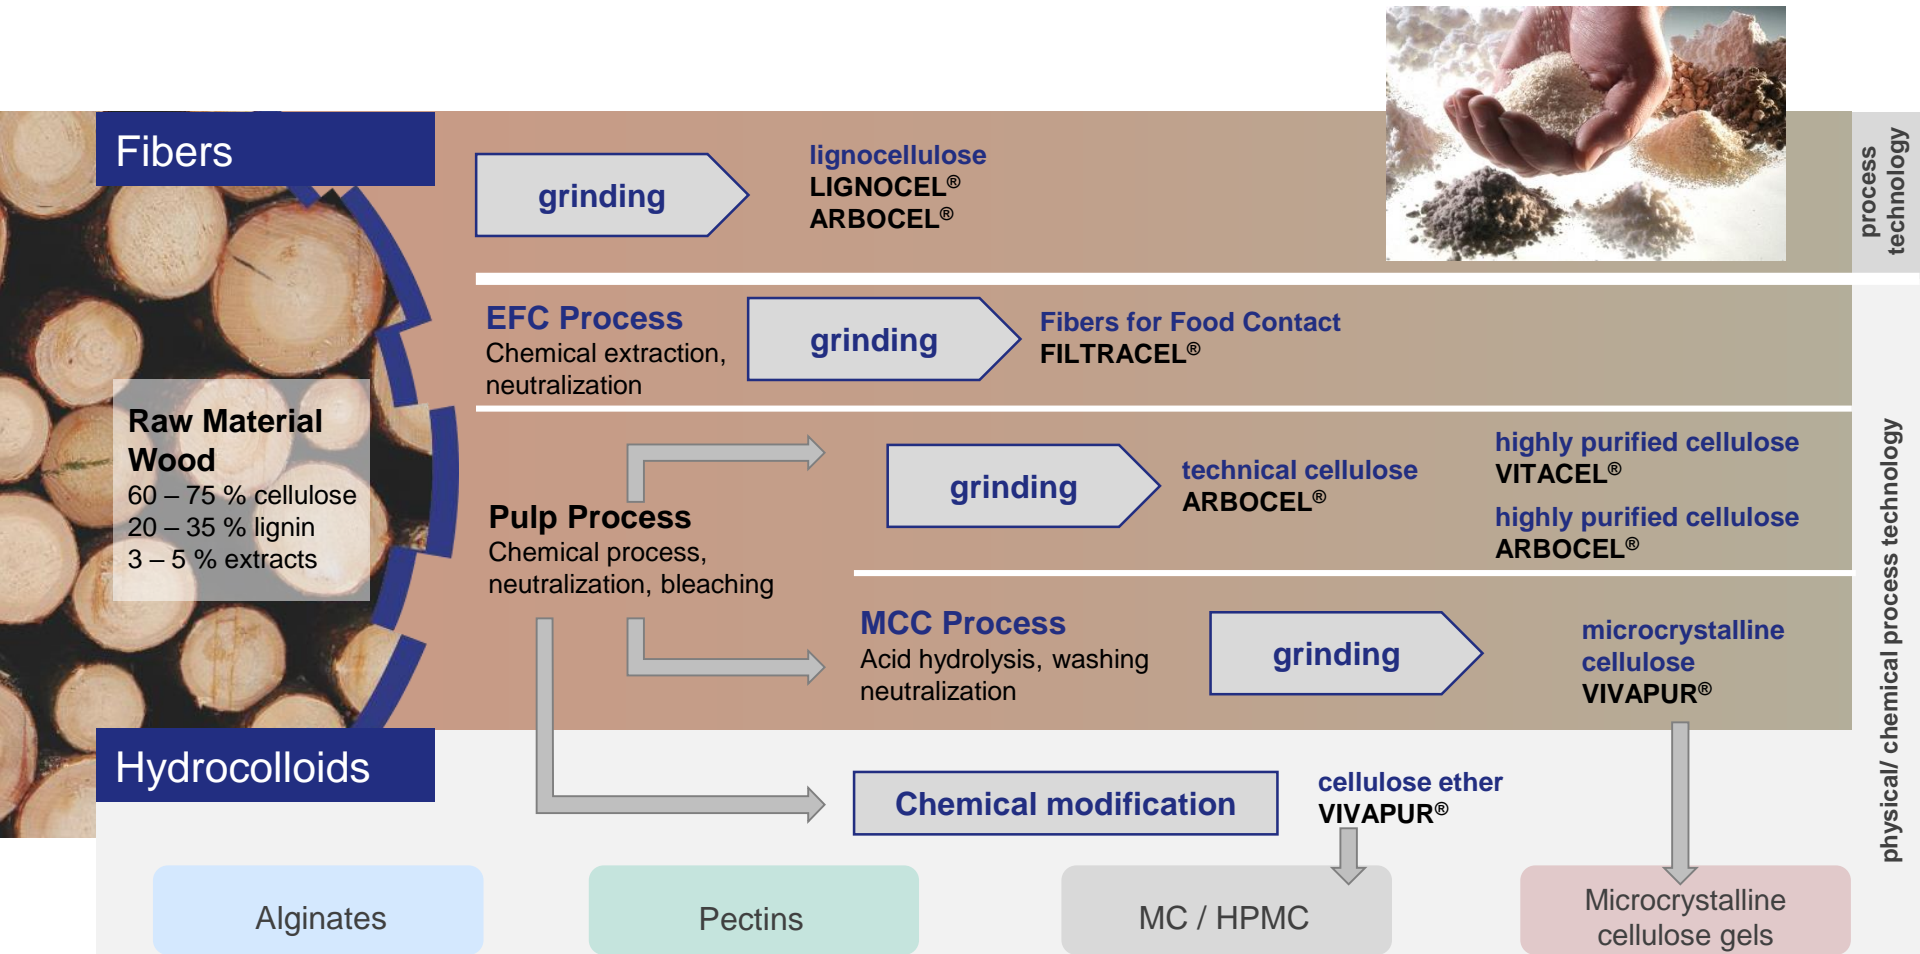 Fibers
grinding
lignocellulose
LIGNOCEL®
ARBOCEL®
process
technology
EFC Process
Chemical extraction,
neutralization
grinding
Fibers for Food Contact
FILTRACEL®
Raw Material
Wood
60 – 75 % cellulose
20 – 35 % lignin
3 – 5 % extracts
Pulp Process
Chemical process,
neutralization, bleaching
grinding
technical cellulose
ARBOCEL®
highly purified cellulose
VITACEL®
highly purified cellulose
ARBOCEL®
MCC Process
Acid hydrolysis, washing
neutralization
grinding
microcrystalline
cellulose
VIVAPUR®
physical/ chemical process technology
Hydrocolloids
Chemical modification
cellulose ether
VIVAPUR®
Alginates
Pectins
MC / HPMC
Microcrystalline
cellulose gels